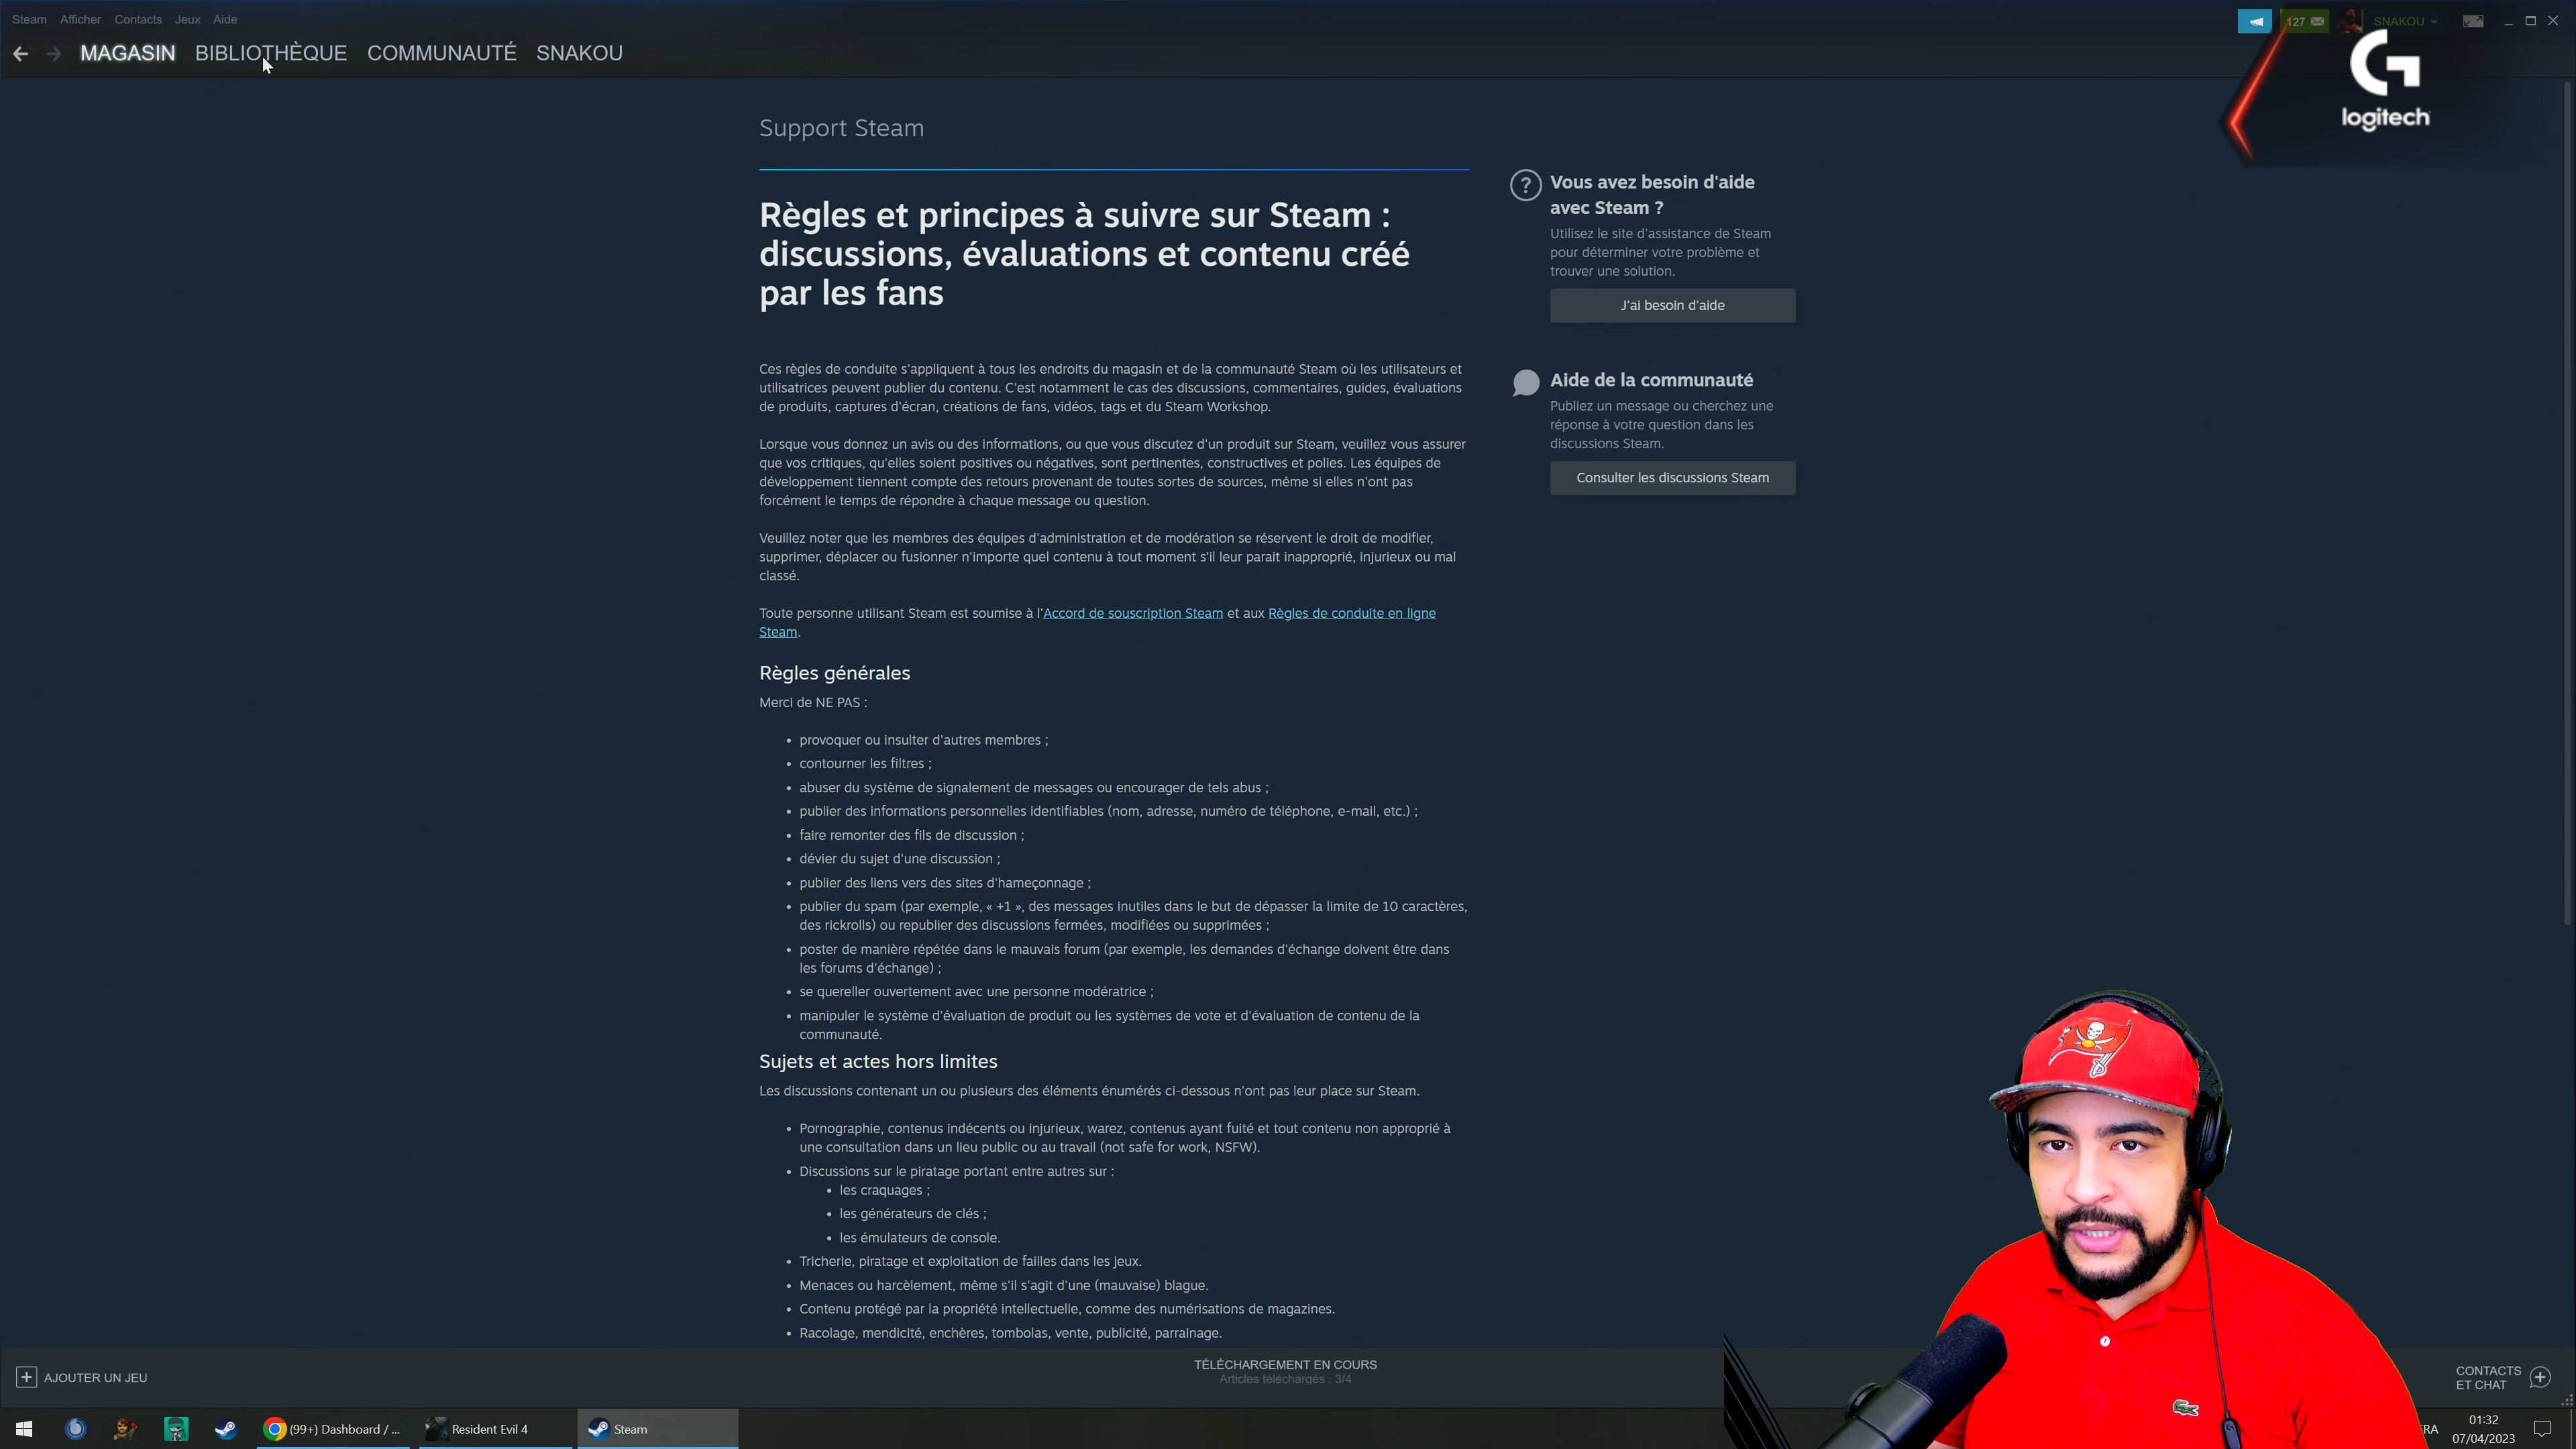 Steam Afficher Contacts Jeux Aide
127 SNAKOU
MAGASIN BIBLIOTHÈQUE COMMUNAUTÉ SNAKOU
logitech
Support Steam
Règles et principes à suivre sur Steam :
discussions, évaluations et contenu créé
par les fans
Ces règles de conduite s'appliquent à tous les endroits du magasin et de la communauté Steam où les utilisateurs et
utilisatrices peuvent publier du contenu. C'est notamment le cas des discussions, commentaires, guides, évaluations
de produits, captures d'écran, créations de fans, vidéos, tags et du Steam Workshop.
Lorsque vous donnez un avis ou des informations, ou que vous discutez d'un produit sur Steam, veuillez vous assurer
que vos critiques, qu'elles soient positives ou négatives, sont pertinentes, constructives et polies. Les équipes de
développement tiennent compte des retours provenant de toutes sortes de sources, même si elles n'ont pas
forcément le temps de répondre à chaque message ou question.
Veuillez noter que les membres des équipes d'administration et de modération se réservent le droit de modifier,
supprimer, déplacer ou fusionner n'importe quel contenu à tout moment s'il leur parait inapproprié, injurieux ou mal
classé.
Toute personne utilisant Steam est soumise à l'Accord de souscription Steam et aux Règles de conduite en ligne
Steam.
Règles générales
Merci de NE PAS :
• provoquer ou insulter d'autres membres ;
• contourner les filtres ;
• abuser du système de signalement de messages ou encourager de tels abus ;
• publier des informations personnelles identifiables (nom, adresse, numéro de téléphone, e-mail, etc.) ;
• faire remonter des fils de discussion ;
• dévier du sujet d'une discussion ;
• publier des liens vers des sites d'hameçonnage ;
• publier du spam (par exemple, « +1 », des messages inutiles dans le but de dépasser la limite de 10 caractères,
des rickrolls) ou republier des discussions fermées, modifiées ou supprimées ;
• poster de manière répétée dans le mauvais forum (par exemple, les demandes d'échange doivent être dans
les forums d'échange) ;
• se quereller ouvertement avec une personne modératrice ;
• manipuler le système d'évaluation de produit ou les systèmes de vote et d'évaluation de contenu de la
communauté.
Sujets et actes hors limites
Les discussions contenant un ou plusieurs des éléments énumérés ci-dessous n'ont pas leur place sur Steam.
• Pornographie, contenus indécents ou injurieux, warez, contenus ayant fuité et tout contenu non approprié à
une consultation dans un lieu public ou au travail (not safe for work, NSFW).
• Discussions sur le piratage portant entre autres sur :
• les craquages ;
• les générateurs de clés ;
• les émulateurs de console.
• Tricherie, piratage et exploitation de failles dans les jeux.
• Menaces ou harcèlement, même s'il s'agit d'une (mauvaise) blague.
• Contenu protégé par la propriété intellectuelle, comme des numérisations de magazines.
• Racolage, mendicité, enchères, tombolas, vente, publicité, parrainage.
? Vous avez besoin d'aide
avec Steam ?
Utilisez le site d'assistance de Steam
pour déterminer votre problème et
trouver une solution.
J'ai besoin d'aide
Aide de la communauté
Publiez un message ou cherchez une
réponse à votre question dans les
discussions Steam.
Consulter les discussions Steam
AJOUTER UN JEU
TÉLÉCHARGEMENT EN COURS
Articles téléchargés : 3/4
CONTACTS
ET CHAT
(99+) Dashboard / ...
Resident Evil 4
Steam
RA
01:32
07/04/2023